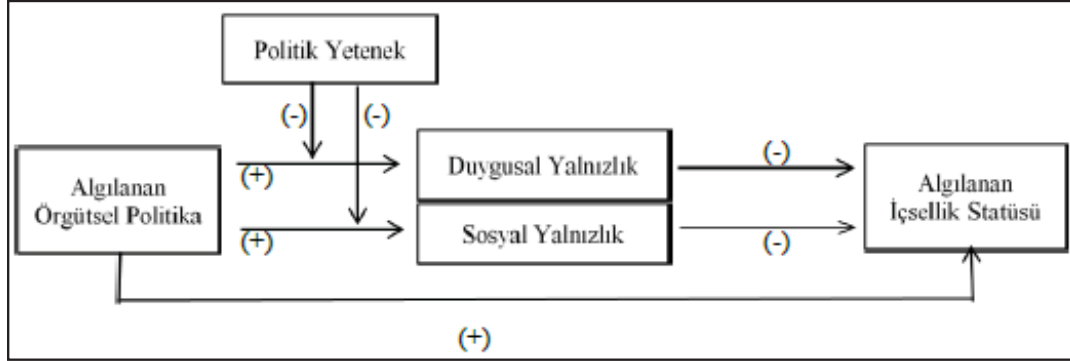 Politik Yetenek
(-)
(-)
Algılanan
Örgütsel Politika
(+)
(+)
Duygusal Yalnızlık
Sosyal Yalnızlık
(-)
(-)
Algılanan
İçsellik Statüsü
(+)